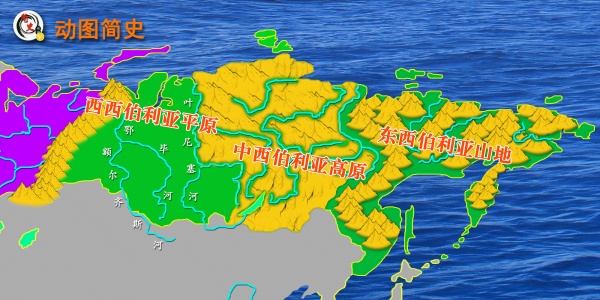 动图简史
西西伯利亚平原
中西伯利亚高原
东西伯利亚山地
鄂毕河
额尔齐斯河
叶尼塞河